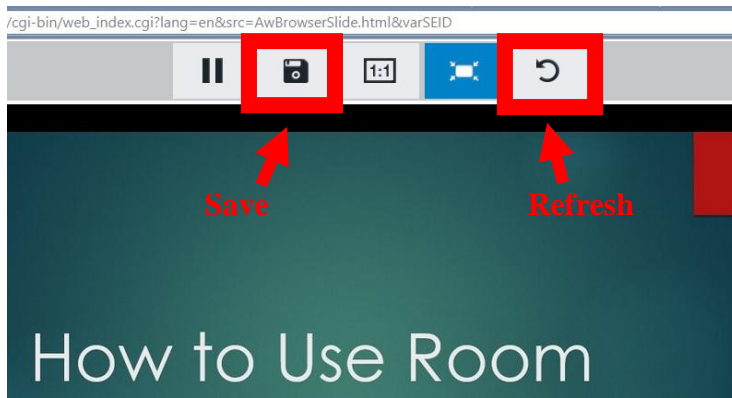 /cgi-bin/web_index.cgi?lang=en&src=AwBrowserSlide.html&varSEID
1:1
Save Refresh
How to Use Room